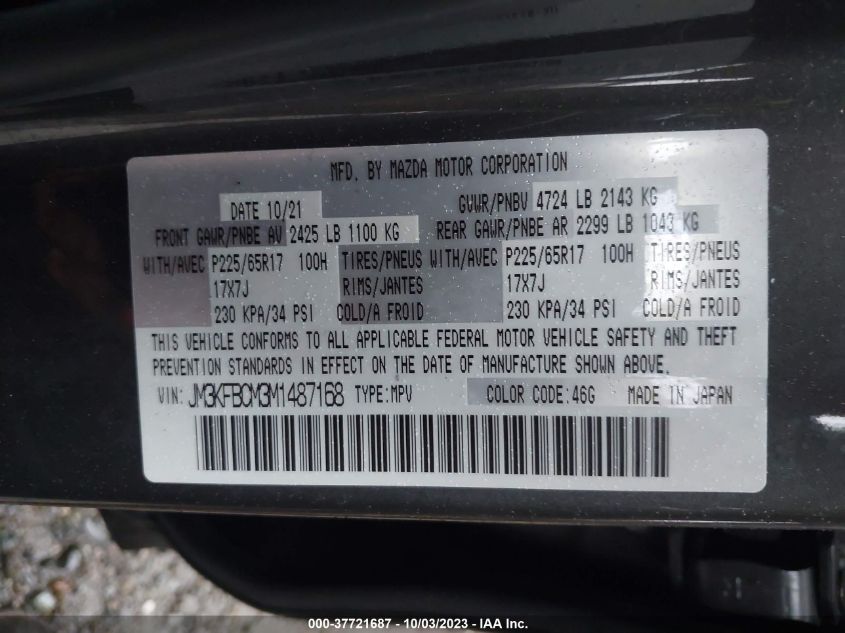 MFD. BY MAZDA MOTOR CORPORATION
DATE 10/21 GVWR/PNBV 4724 LB 2143 KG
FRONT GAWR/PNBE AV 2425 LB 1100 KG REAR GAWR/PNBE AR 2299 LB 1043 KG
WITH/AVEC P225/65R17 100H TIRES/PNEUS WITH/AVEC P225/65R17 100H TIRES/PNEUS
17X7J RIMS/JANTES 17X7J RIMS/JANTES
230 KPA/34 PSI COLD/A FROID 230 KPA/34 PSI COLD/A FROID
THIS VEHICLE CONFORMS TO ALL APPLICABLE FEDERAL MOTOR VEHICLE SAFETY AND THEFT
PREVENTION STANDARDS IN EFFECT ON THE DATE OF MANUFACTURE SHOWN ABOVE.
VIN: JM3KFBCM3M1487168 TYPE:MPV COLOR CODE:46G MADE IN JAPAN
000-37721687 - 10/03/2023 - IAA Inc.